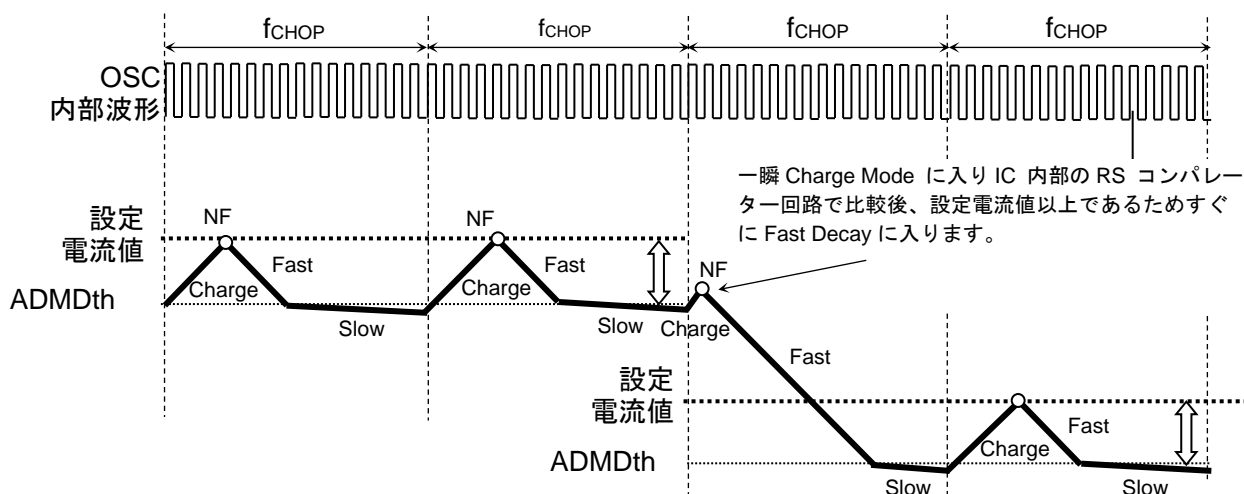 fCHOP fCHOP fCHOP fCHOP
OSC
内部波形
一瞬 Charge Mode に入り IC 内部の RS コンパレー
ター回路で比較後、設定電流値以上であるためすぐ
に Fast Decay に入ります。
設定
電流値
NF
NF
NF
Fast
Fast
Charge
Charge
ADMDth
Slow
Slow
Charge
Fast
設定
電流値
Fast
Charge
ADMDth
Slow
Slow